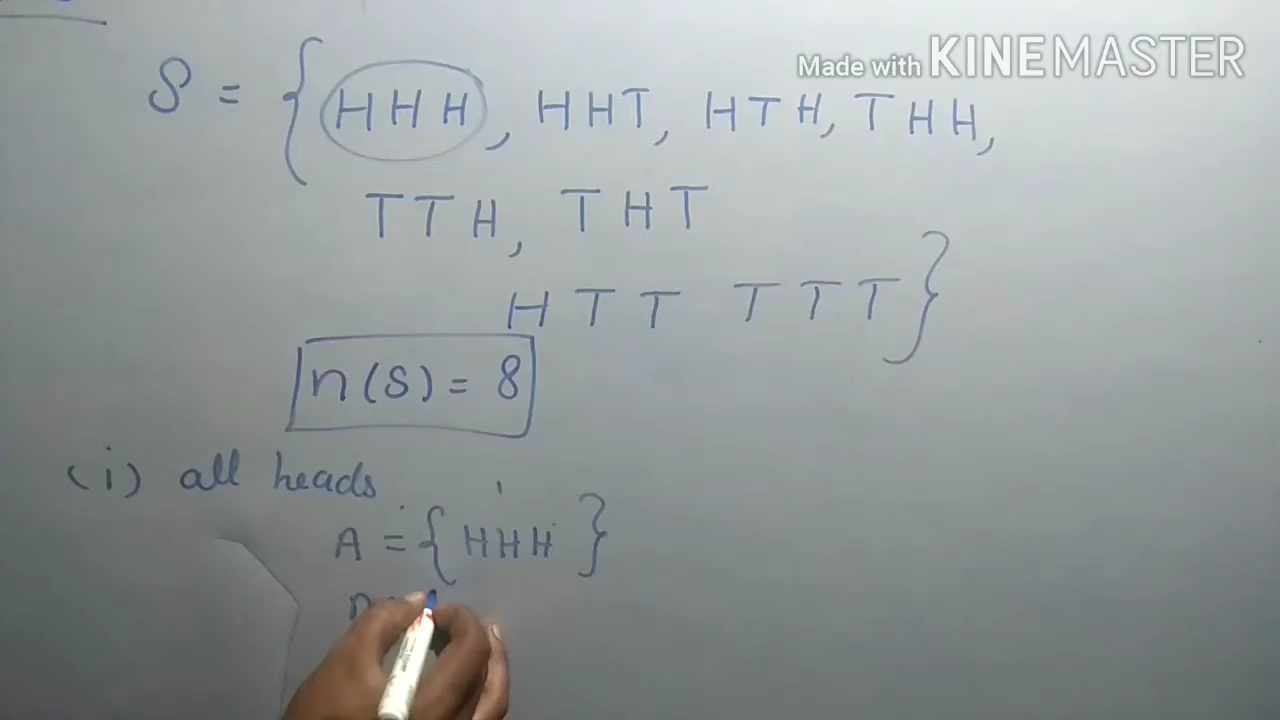 Made with KINEMASTER
S = { HHH, HHT, HTH, THH,
TTH, THT
HTT TTT }
n(S) = 8
(i) all heads
A = { HHH }
n